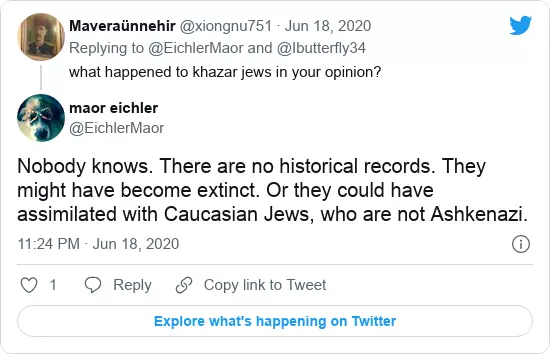 Maveraünnehir @xiongnu751 · Jun 18, 2020
Replying to @EichlerMaor and @Ibutterfly34
what happened to khazar jews in your opinion?
maor eichler
@EichlerMaor
Nobody knows. There are no historical records. They
might have become extinct. Or they could have
assimilated with Caucasian Jews, who are not Ashkenazi.
11:24 PM · Jun 18, 2020
1 Reply Copy link to Tweet
Explore what's happening on Twitter